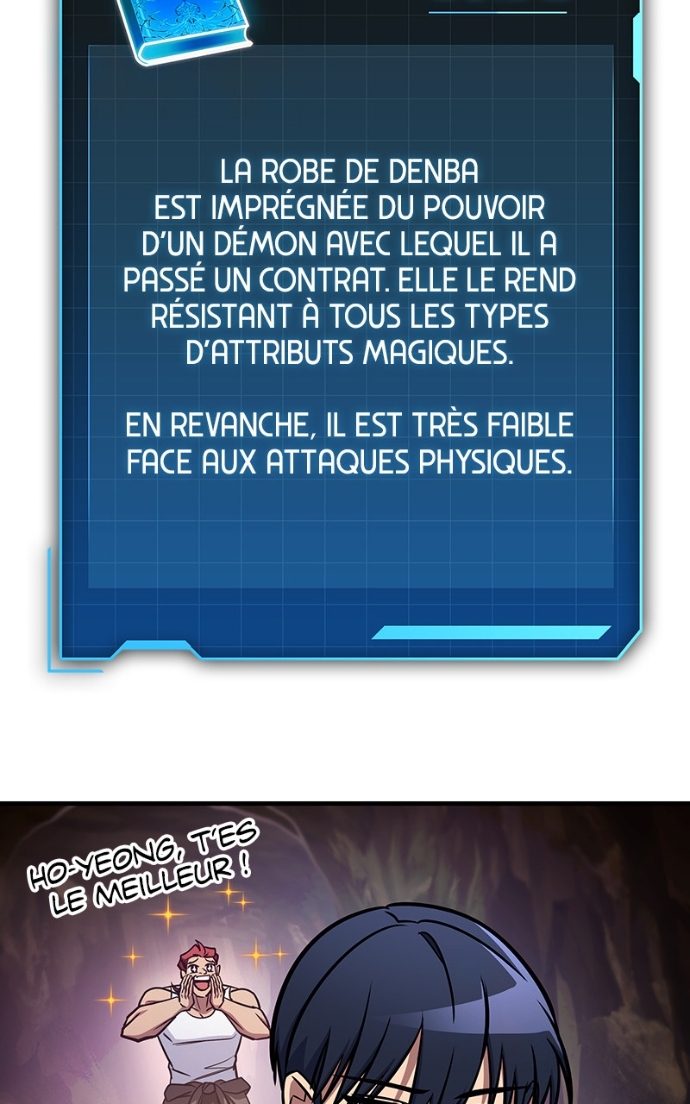 LA ROBE DE DENBA
EST IMPRÉGNÉE DU POUVOIR
D'UN DÉMON AVEC LEQUEL IL A
PASSÉ UN CONTRAT. ELLE LE REND
RÉSISTANT À TOUS LES TYPES
D'ATTRIBUTS MAGIQUES.
EN REVANCHE, IL EST TRÈS FAIBLE
FACE AUX ATTAQUES PHYSIQUES.
HO-YEONG, T'ES
LE MEILLEUR !